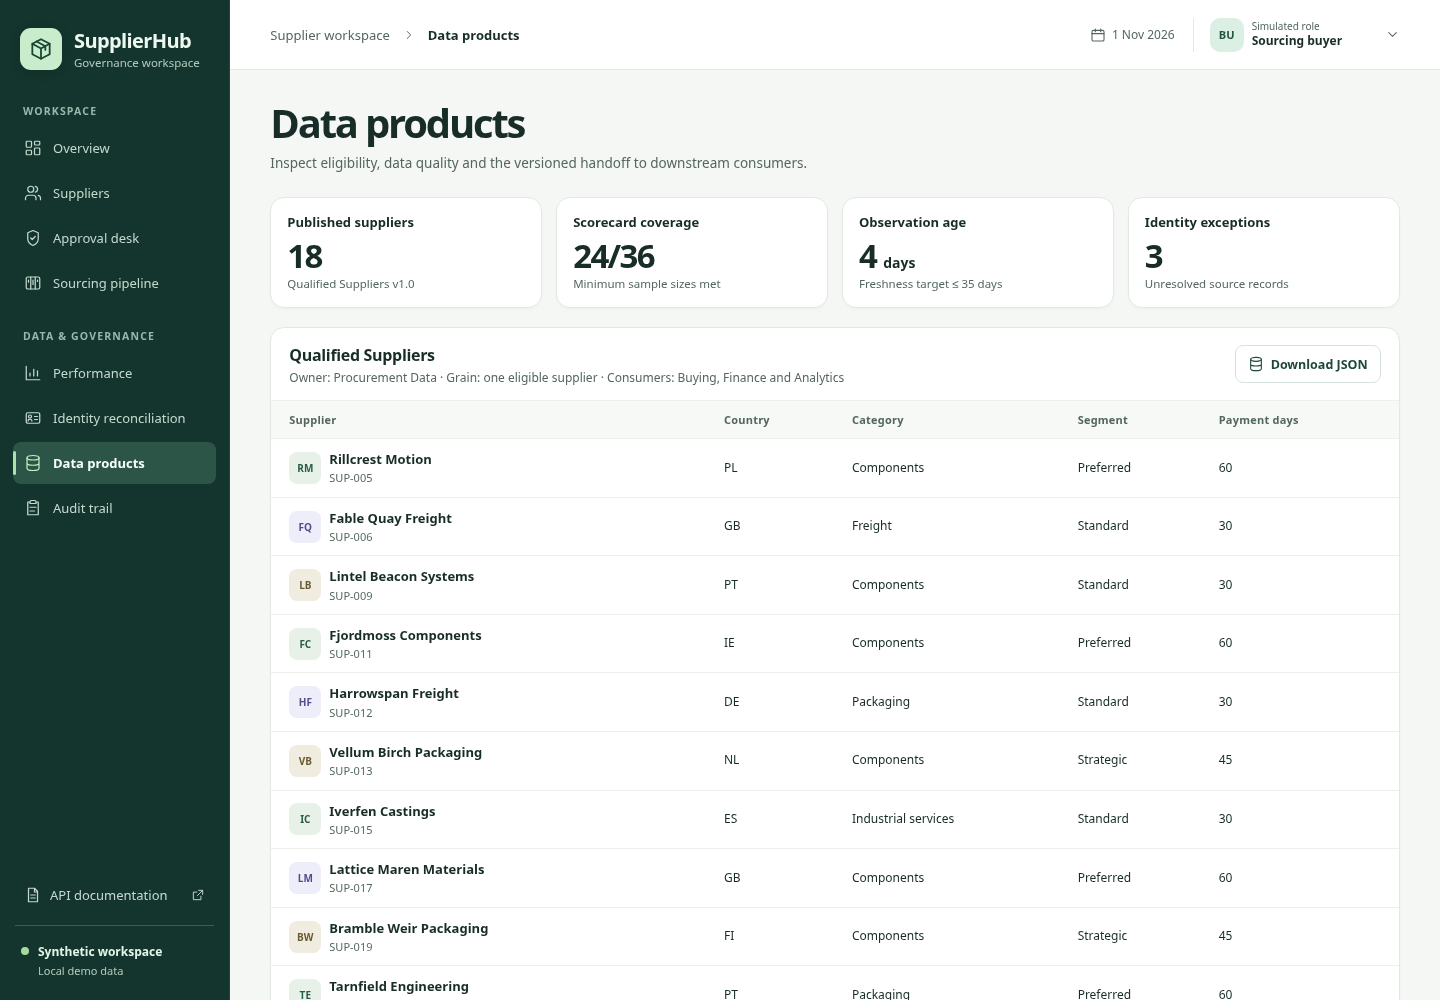 SupplierHub
Governance workspace
WORKSPACE
Overview
Suppliers
Approval desk
Sourcing pipeline
DATA & GOVERNANCE
Performance
Identity reconciliation
Data products
Audit trail
API documentation
Synthetic workspace
Local demo data
Supplier workspace > Data products
1 Nov 2026
BU
Simulated role
Sourcing buyer
Data products
Inspect eligibility, data quality and the versioned handoff to downstream consumers.
Published suppliers
18
Qualified Suppliers v1.0
Scorecard coverage
24/36
Minimum sample sizes met
Observation age
4 days
Freshness target ≤ 35 days
Identity exceptions
3
Unresolved source records
Qualified Suppliers
Owner: Procurement Data · Grain: one eligible supplier · Consumers: Buying, Finance and Analytics
Download JSON
Supplier Country Category Segment Payment days
RM Rillcrest Motion SUP-005 PL Components Preferred 60
FQ Fable Quay Freight SUP-006 GB Freight Standard 30
LB Lintel Beacon Systems SUP-009 PT Components Standard 30
FC Fjordmoss Components SUP-011 IE Components Preferred 60
HF Harrowspan Freight SUP-012 DE Packaging Standard 30
VB Vellum Birch Packaging SUP-013 NL Components Strategic 45
IC Iverfen Castings SUP-015 ES Industrial services Standard 30
LM Lattice Maren Materials SUP-017 GB Components Preferred 60
BW Bramble Weir Packaging SUP-019 FI Components Strategic 45
TE Tarnfield Engineering PT Packaging Preferred 60